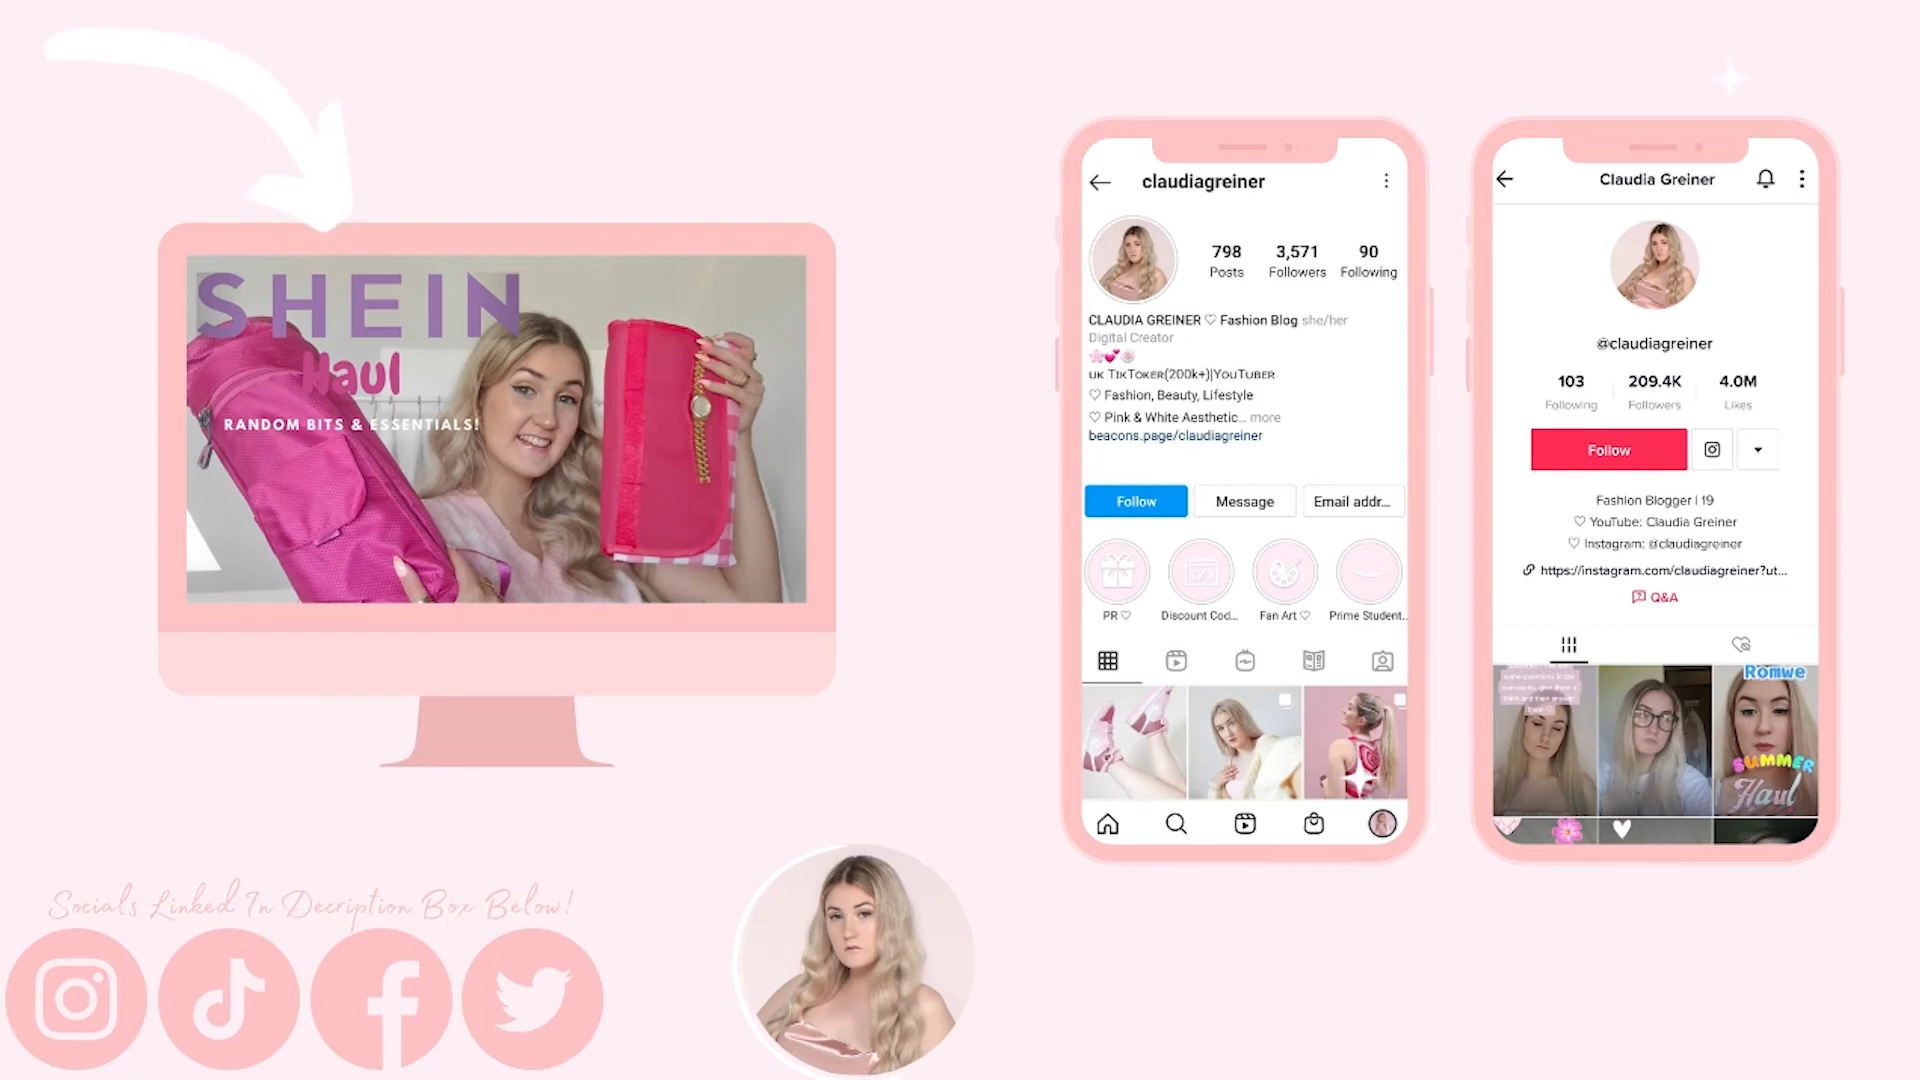 SHEIN
Haul
RANDOM BITS & ESSENTIALS!
Socials Linked In Decription Box Below!
claudiagreiner
798
3,571
90
Posts
Followers
Following
CLAUDIA GREINER ♡ Fashion Blog she/her
Digital Creator
UK TIKTOKER(200k+)|YOUTUBER
♡ Fashion, Beauty, Lifestyle
♡ Pink & White Aesthetic... more
beacons.page/claudiagreiner
Follow
Message
Email addr...
PR ♡
Discount Cod...
Fan Art ♡
Prime Student...
Claudia Greiner
@claudiagreiner
103
209.4K
4.0M
Following
Followers
Likes
Follow
Fashion Blogger | 19
♡ YouTube: Claudia Greiner
♡ Instagram: @claudiagreiner
https://instagram.com/claudiagreiner?ut...
Q&A
Romwe
SUMMER
Haul